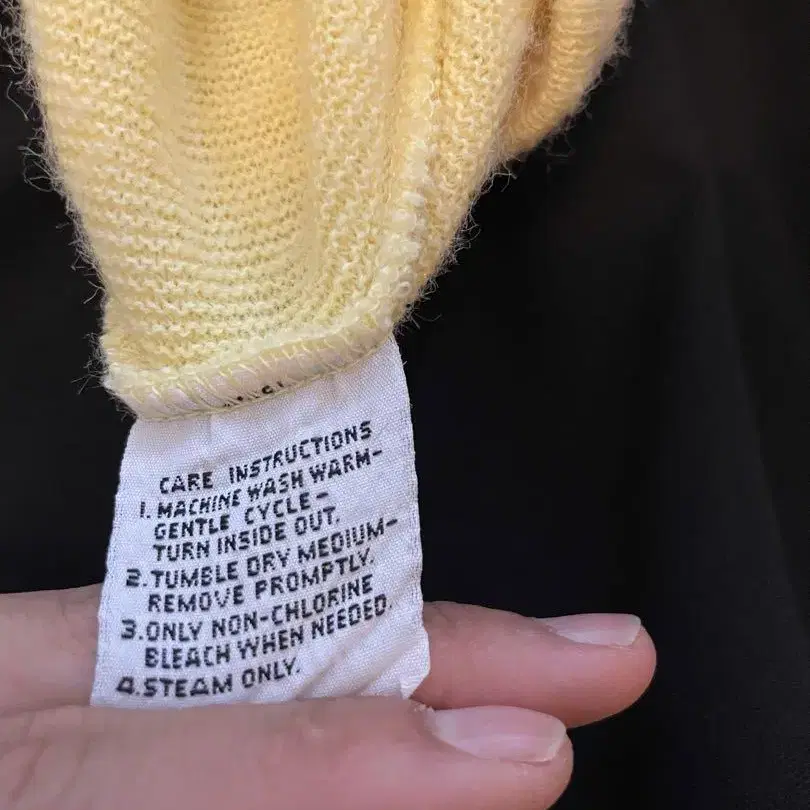 CARE INSTRUCTIONS
1. MACHINE WASH WARM-
GENTLE CYCLE-
TURN INSIDE OUT.
2. TUMBLE DRY MEDIUM-
REMOVE PROMPTLY.
3. ONLY NON-CHLORINE
BLEACH WHEN NEEDED.
4. STEAM ONLY.